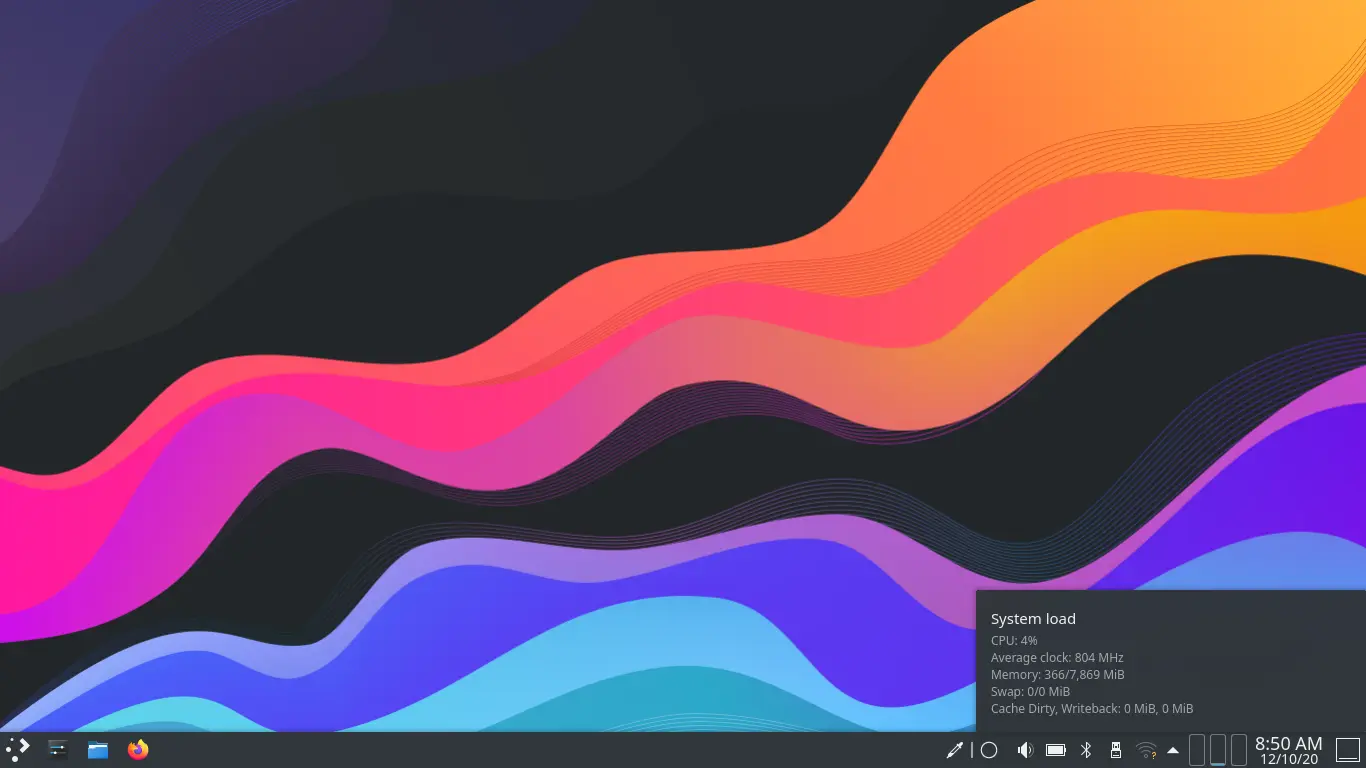 System load
CPU: 4%
Average clock: 804 MHz
Memory: 366/7,869 MiB
Swap: 0/0 MiB
Cache Dirty, Writeback: 0 MiB, 0 MiB
8:50 AM
12/10/20